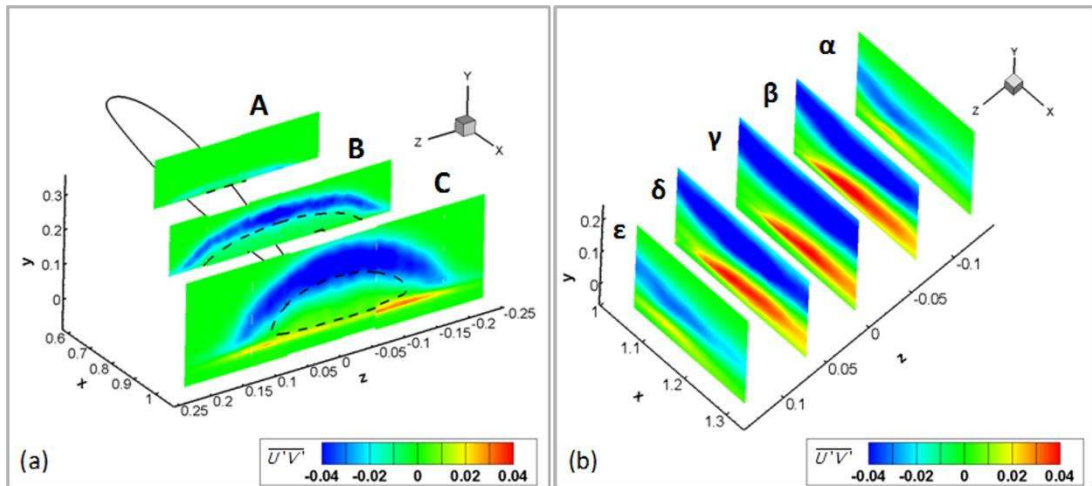 A
B
C
Y
Z
X
0.3
0.2
0.1
0
y
0.6
0.7
0.8
0.9
1
x
0.25
0.2
0.15
0.1
0.05
0
-0.05
-0.1
-0.15
-0.2
-0.25
z
(a)
U'V'
-0.04 -0.02 0 0.02 0.04
α
β
γ
δ
ε
Y
Z
X
0.2
0.1
0
y
1
1.1
1.2
1.3
x
0.1
0.05
0
-0.05
-0.1
z
(b)
U'V'
-0.04 -0.02 0 0.02 0.04